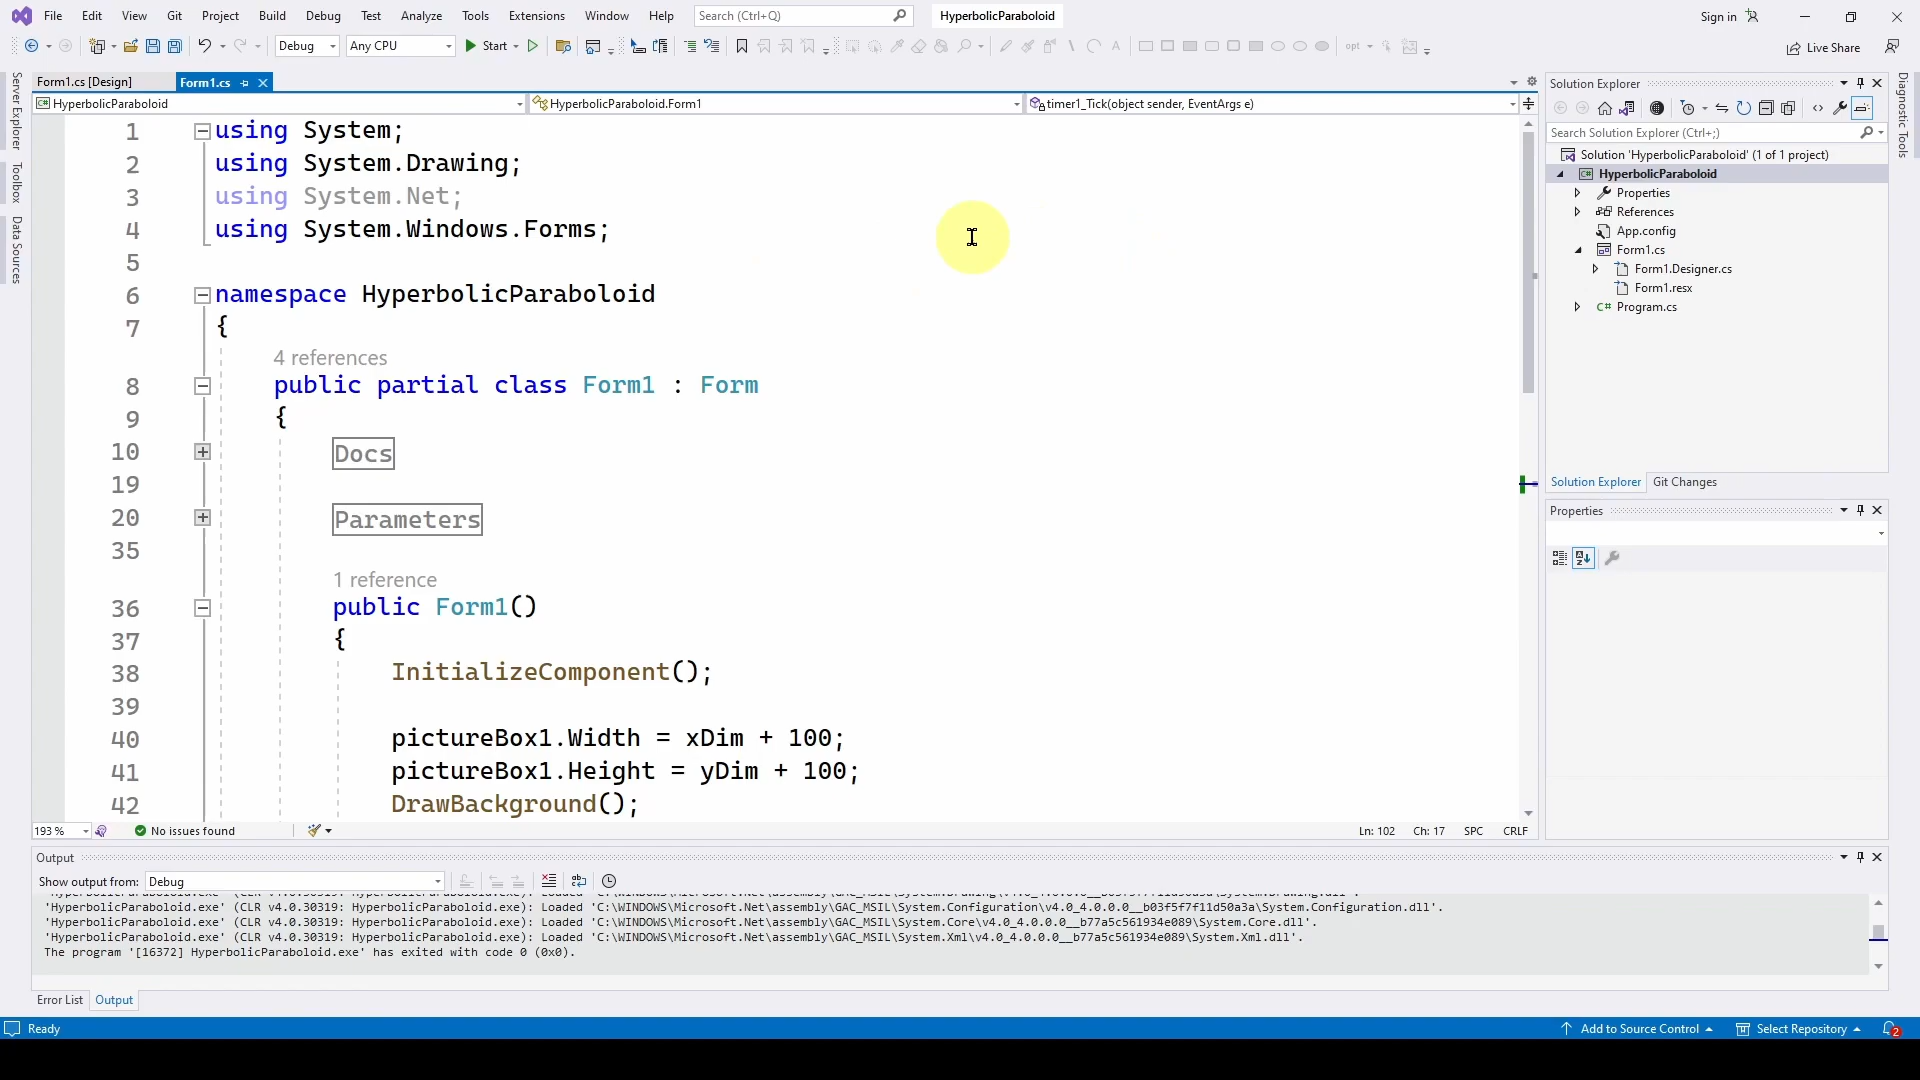 File Edit View Git Project Build Debug Test Analyze Tools Extensions Window Help Search (Ctrl+Q) HyperbolicParaboloid Sign in
Debug Any CPU Start opt Live Share
Server Explorer
Toolbox
Data Sources
Form1.cs [Design] Form1.cs
HyperbolicParaboloid HyperbolicParaboloid.Form1 timer1_Tick(object sender, EventArgs e)
1 using System;
2 using System.Drawing;
3 using System.Net;
4 using System.Windows.Forms;
5
6 namespace HyperbolicParaboloid
7 {
4 references
8 public partial class Form1 : Form
9 {
10 Docs
19
20 Parameters
35
1 reference
36 public Form1()
37 {
38 InitializeComponent();
39
40 pictureBox1.Width = xDim + 100;
41 pictureBox1.Height = yDim + 100;
42 DrawBackground();
193 % No issues found Ln: 102 Ch: 17 SPC CRLF
Solution Explorer
Search Solution Explorer (Ctrl+;)
Solution 'HyperbolicParaboloid' (1 of 1 project)
HyperbolicParaboloid
Properties
References
App.config
Form1.cs
Form1.Designer.cs
Form1.resx
C# Program.cs
Solution Explorer Git Changes
Properties
Diagnostic Tools
Output
Show output from: Debug
'HyperbolicParaboloid.exe' (CLR v4.0.30319: HyperbolicParaboloid.exe): Loaded 'C:\WINDOWS\Microsoft.Net\assembly\GAC_MSIL\System.Configuration\v4.0_4.0.0.0__b03f5f7f11d50a3a\System.Configuration.dll'.
'HyperbolicParaboloid.exe' (CLR v4.0.30319: HyperbolicParaboloid.exe): Loaded 'C:\WINDOWS\Microsoft.Net\assembly\GAC_MSIL\System.Core\v4.0_4.0.0.0__b77a5c561934e089\System.Core.dll'.
'HyperbolicParaboloid.exe' (CLR v4.0.30319: HyperbolicParaboloid.exe): Loaded 'C:\WINDOWS\Microsoft.Net\assembly\GAC_MSIL\System.Xml\v4.0_4.0.0.0__b77a5c561934e089\System.Xml.dll'.
The program '[16372] HyperbolicParaboloid.exe' has exited with code 0 (0x0).
Error List Output
Ready Add to Source Control Select Repository 2